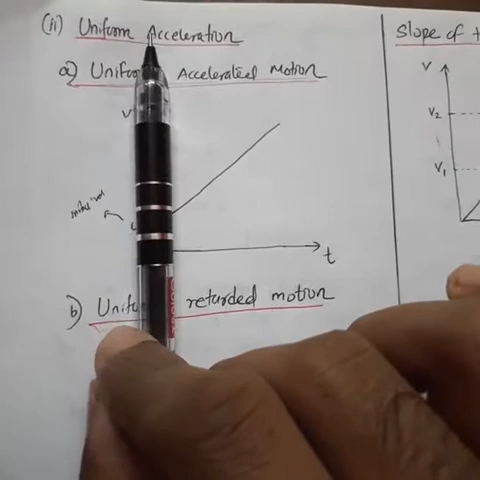 (ii) Uniform Acceleration
a) Uniform Accelerated Motion
v
t
b) Unif retarded motion
Slope of
v
v2
v1